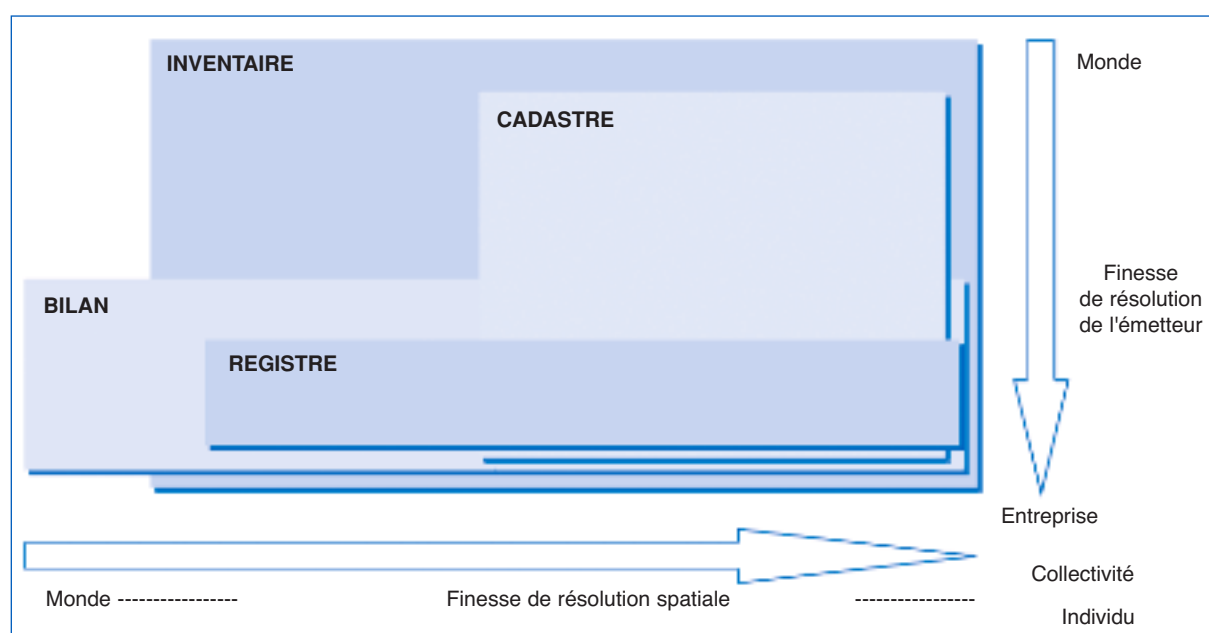 INVENTAIRE
Monde
CADASTRE
Finesse
de résolution
de l'émetteur
BILAN
REGISTRE
Entreprise
Collectivité
Monde ----------------- Finesse de résolution spatiale -----------------
Individu